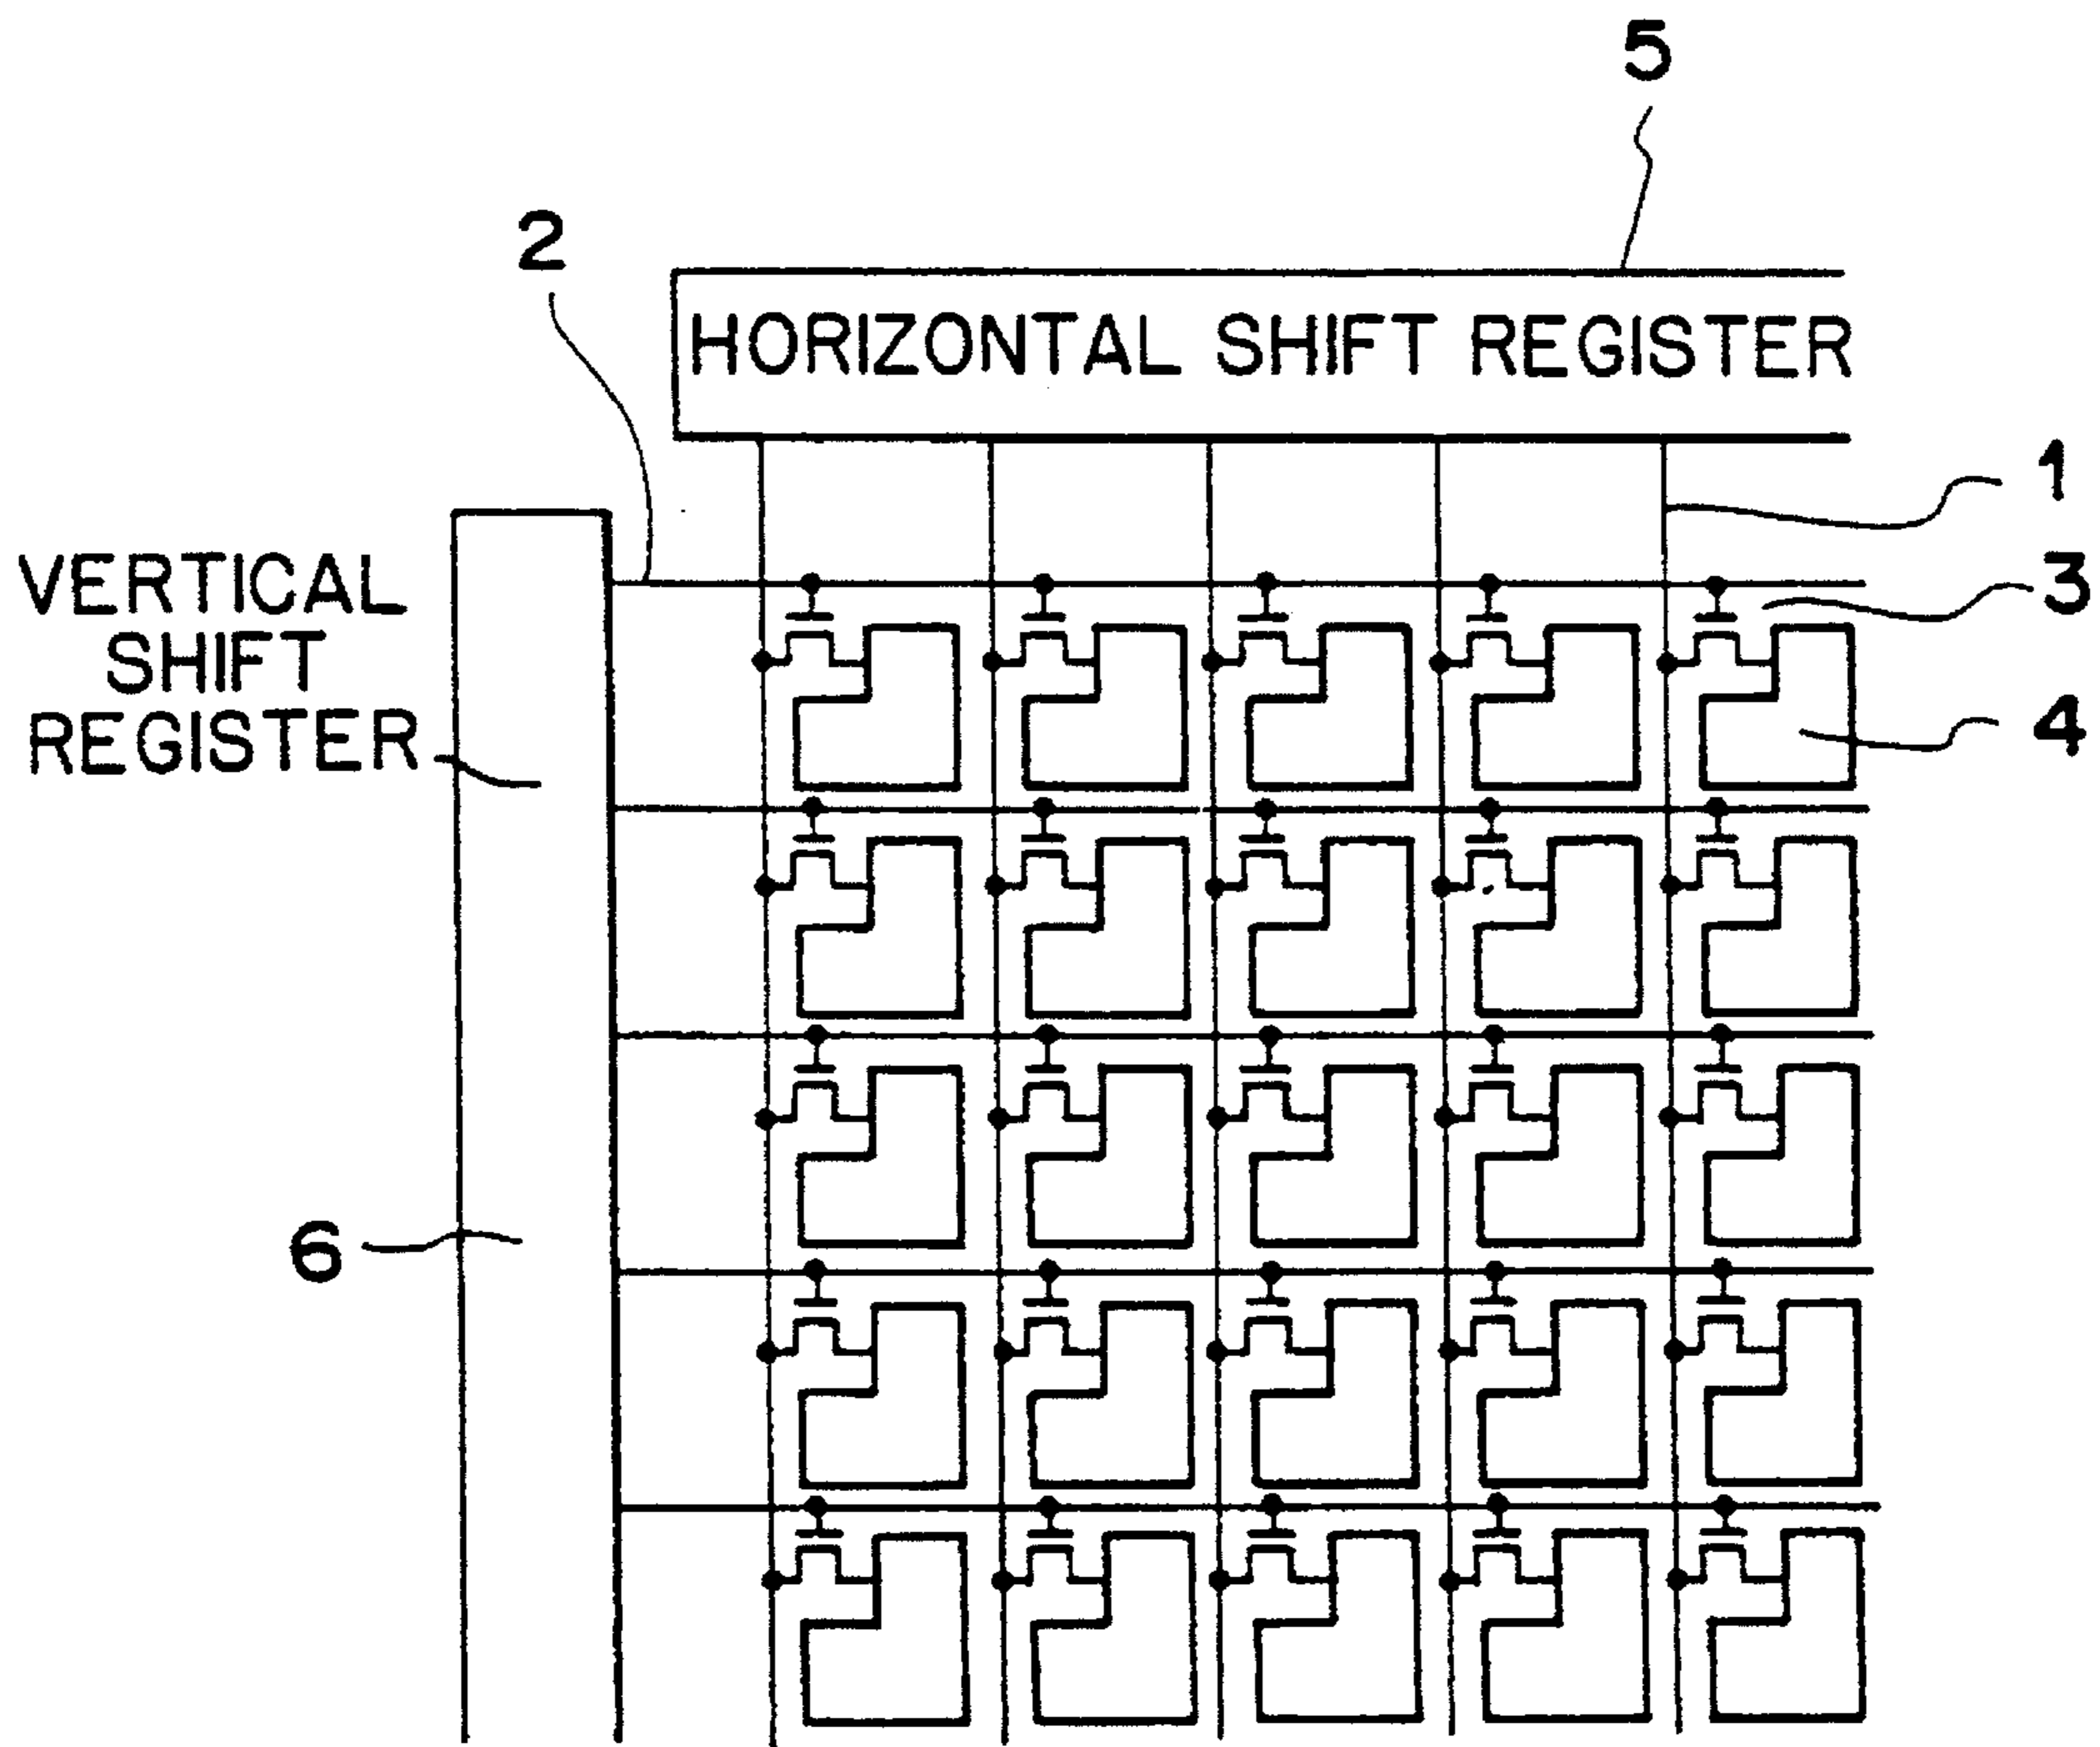 5
2
HORIZONTAL SHIFT REGISTER
1
VERTICAL
SHIFT
REGISTER
3
4
6